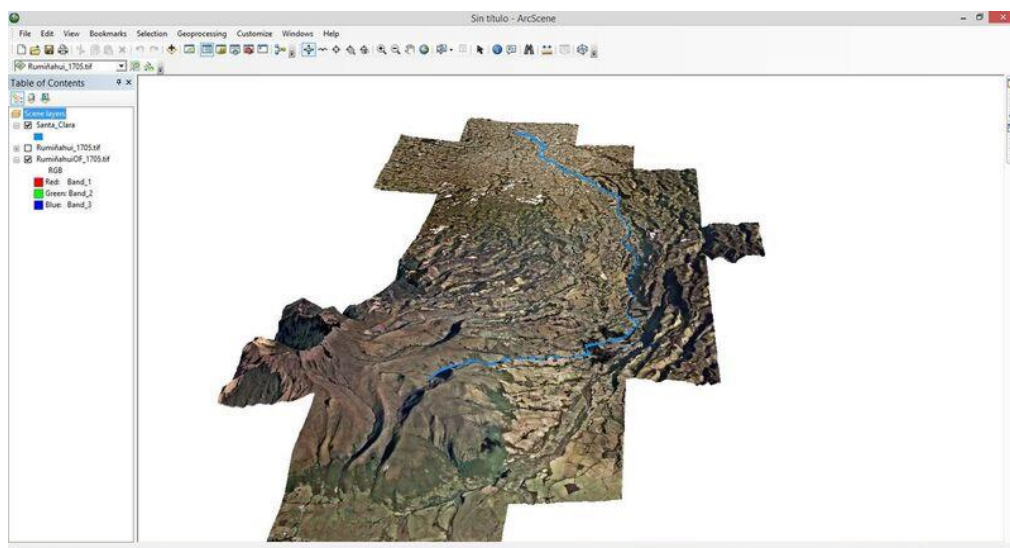 Sin título - ArcScene
File Edit View Bookmarks Selection Geoprocessing Customize Windows Help
Rumiñahui_1705.tif
Table of Contents
Scene layers
Santa_Clara
Rumiñahui_1705.tif
RumiñahuiOF_1705.tif
RGB
Red: Band_1
Green: Band_2
Blue: Band_3